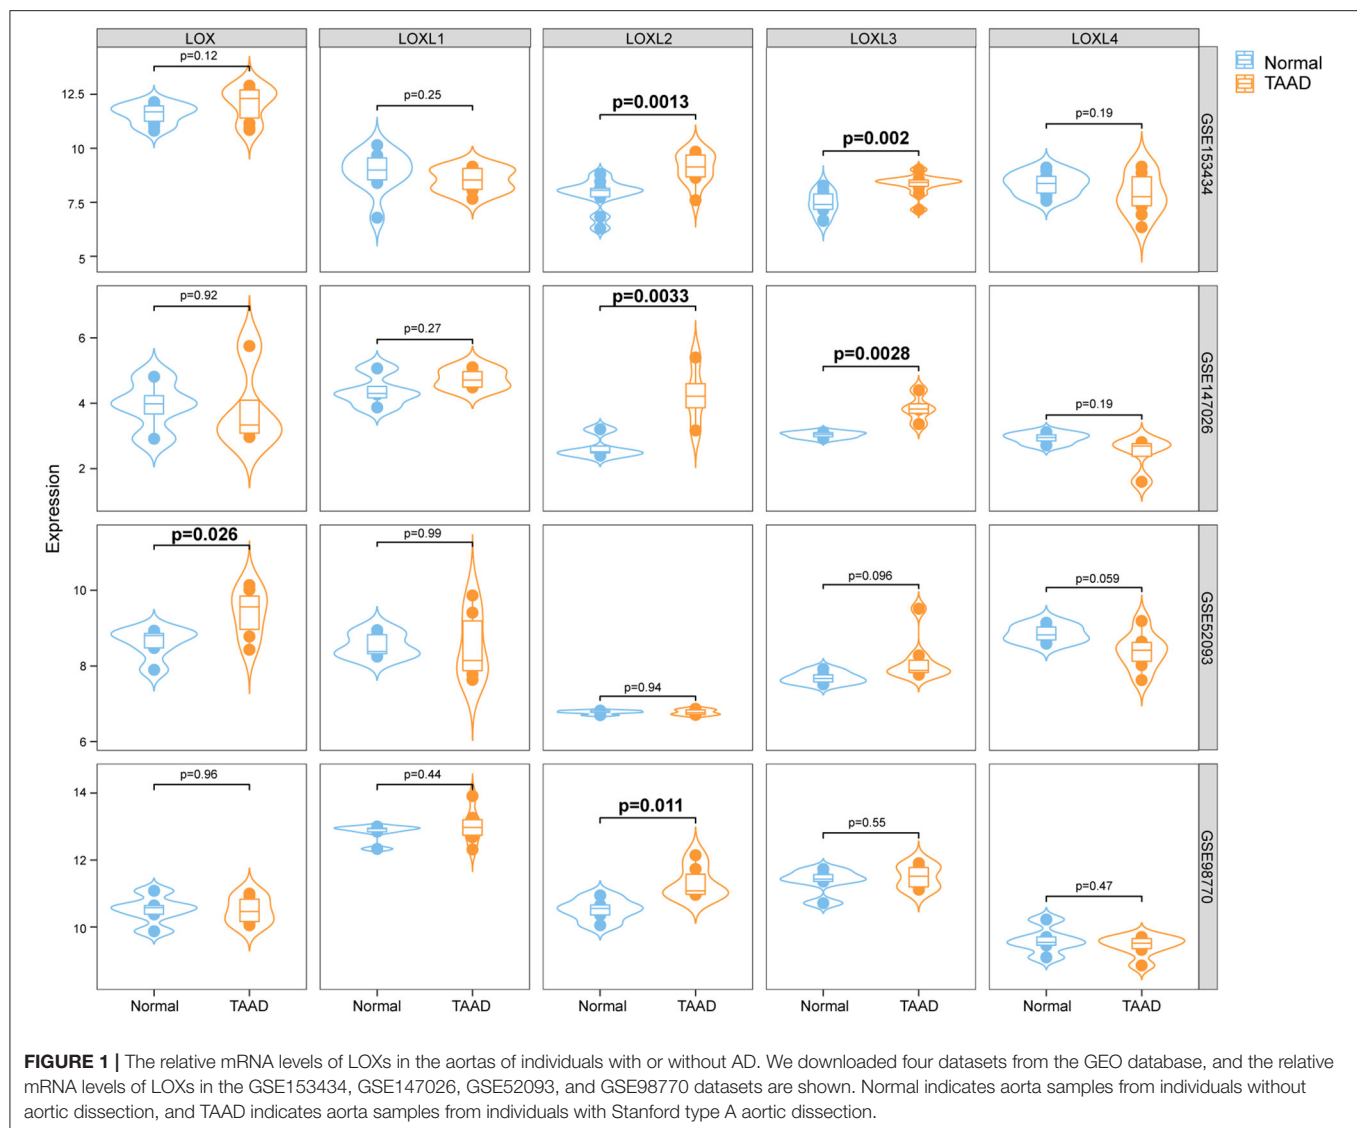 LOX LOXL1 LOXL2 LOXL3 LOXL4
Normal
TAAD
p=0.12 p=0.25 p=0.0013 p=0.002 p=0.19
12.5
10
7.5
5
GSE153434
p=0.92 p=0.27 p=0.0033 p=0.0028 p=0.19
6
4
2
GSE147026
Expression
p=0.026 p=0.99 p=0.94 p=0.096 p=0.059
10
8
6
GSE52093
p=0.96 p=0.44 p=0.011 p=0.55 p=0.47
14
12
10
GSE98770
Normal TAAD Normal TAAD Normal TAAD Normal TAAD Normal TAAD
FIGURE 1 | The relative mRNA levels of LOXs in the aortas of individuals with or without AD. We downloaded four datasets from the GEO database, and the relative
mRNA levels of LOXs in the GSE153434, GSE147026, GSE52093, and GSE98770 datasets are shown. Normal indicates aorta samples from individuals without
aortic dissection, and TAAD indicates aorta samples from individuals with Stanford type A aortic dissection.